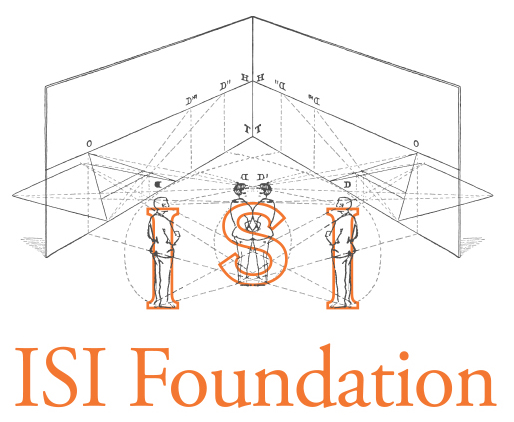 H H
D" D"
T T
O O
D D'
D
ISI
ISI Foundation